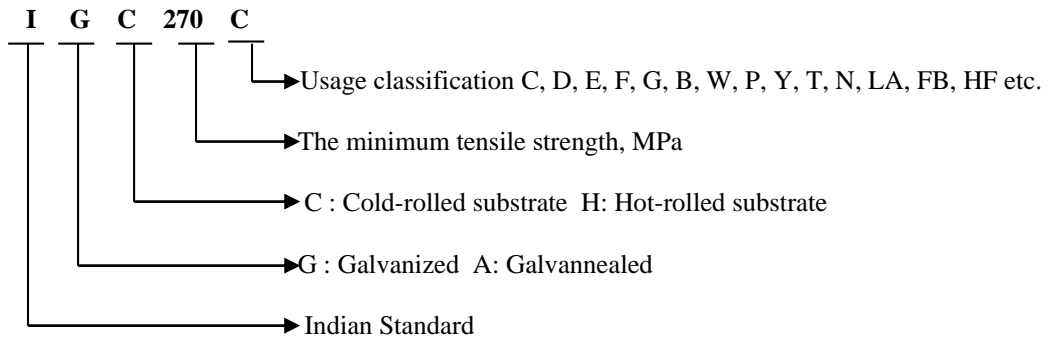 I G C 270 C
Usage classification C, D, E, F, G, B, W, P, Y, T, N, LA, FB, HF etc.
The minimum tensile strength, MPa
C : Cold-rolled substrate H: Hot-rolled substrate
G : Galvanized A: Galvannealed
Indian Standard